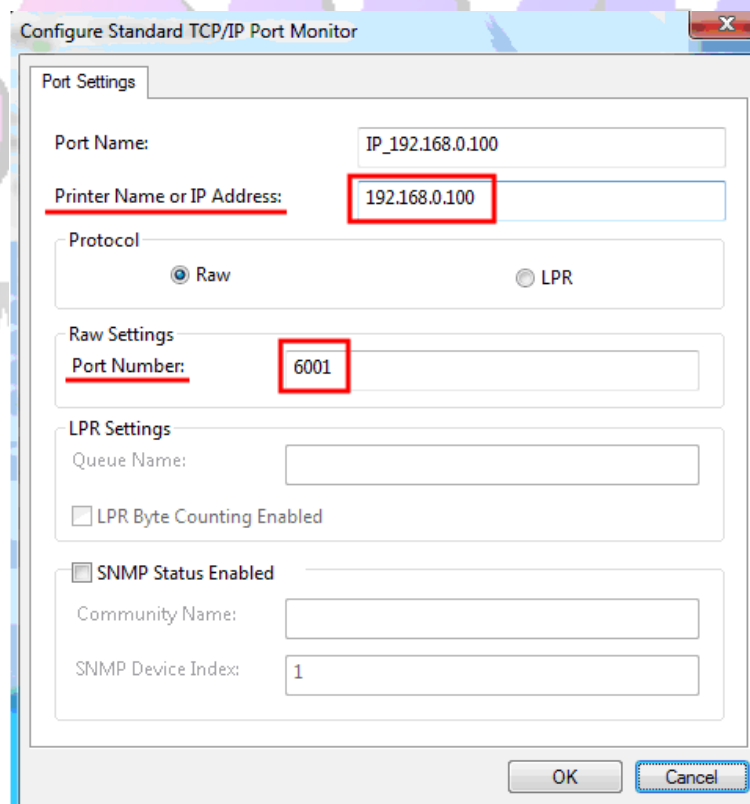 Configure Standard TCP/IP Port Monitor
Port Settings
Port Name: IP_192.168.0.100
Printer Name or IP Address: 192.168.0.100
Protocol
Raw LPR
Raw Settings
Port Number: 6001
LPR Settings
Queue Name:
LPR Byte Counting Enabled
SNMP Status Enabled
Community Name:
SNMP Device Index: 1
OK Cancel